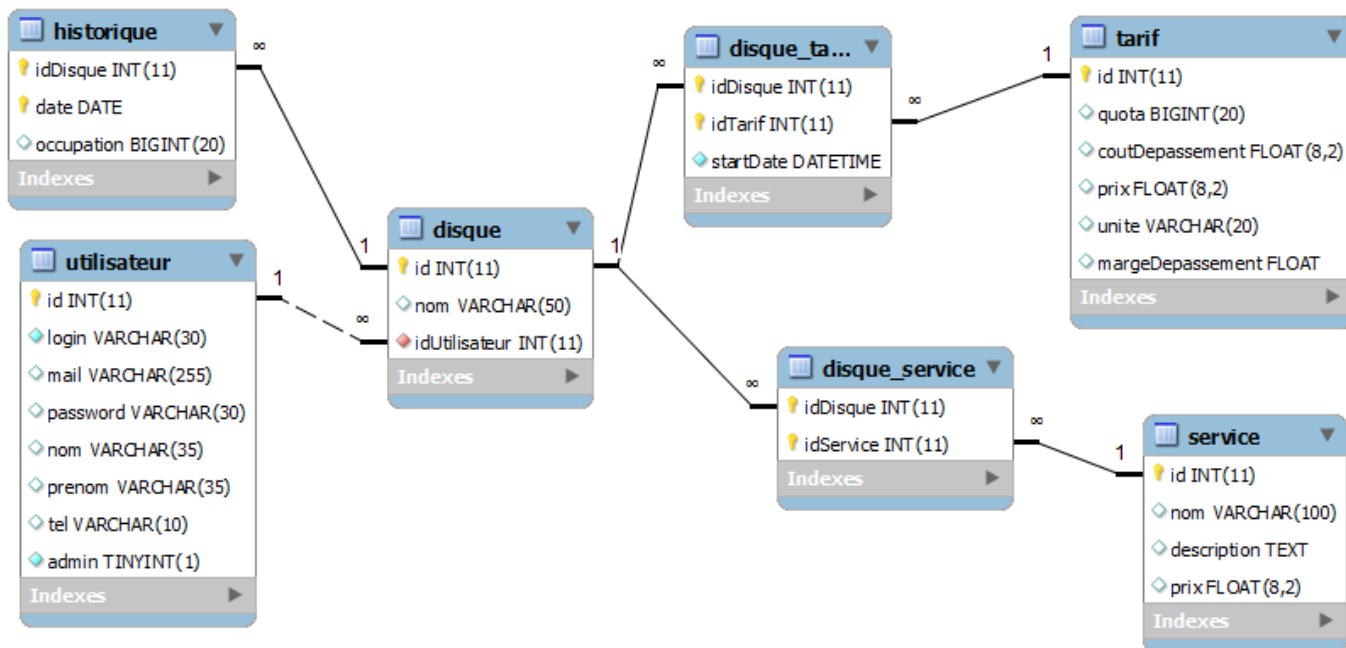 historique
idDisque INT(11)
date DATE
occupation BIGINT(20)
Indexes
∞
1
utilisateur
id INT(11)
login VARCHAR(30)
mail VARCHAR(255)
password VARCHAR(30)
nom VARCHAR(35)
prenom VARCHAR(35)
tel VARCHAR(10)
admin TINYINT(1)
Indexes
1
∞
disque
id INT(11)
nom VARCHAR(50)
idUtilisateur INT(11)
Indexes
1
∞
disque_ta...
idDisque INT(11)
idTarif INT(11)
startDate DATETIME
Indexes
∞
1
tarif
id INT(11)
quota BIGINT(20)
coutDepassement FLOAT(8,2)
prix FLOAT(8,2)
unite VARCHAR(20)
margeDepassement FLOAT
Indexes
∞
disque_service
idDisque INT(11)
idService INT(11)
Indexes
∞
1
service
id INT(11)
nom VARCHAR(100)
description TEXT
prix FLOAT(8,2)
Indexes